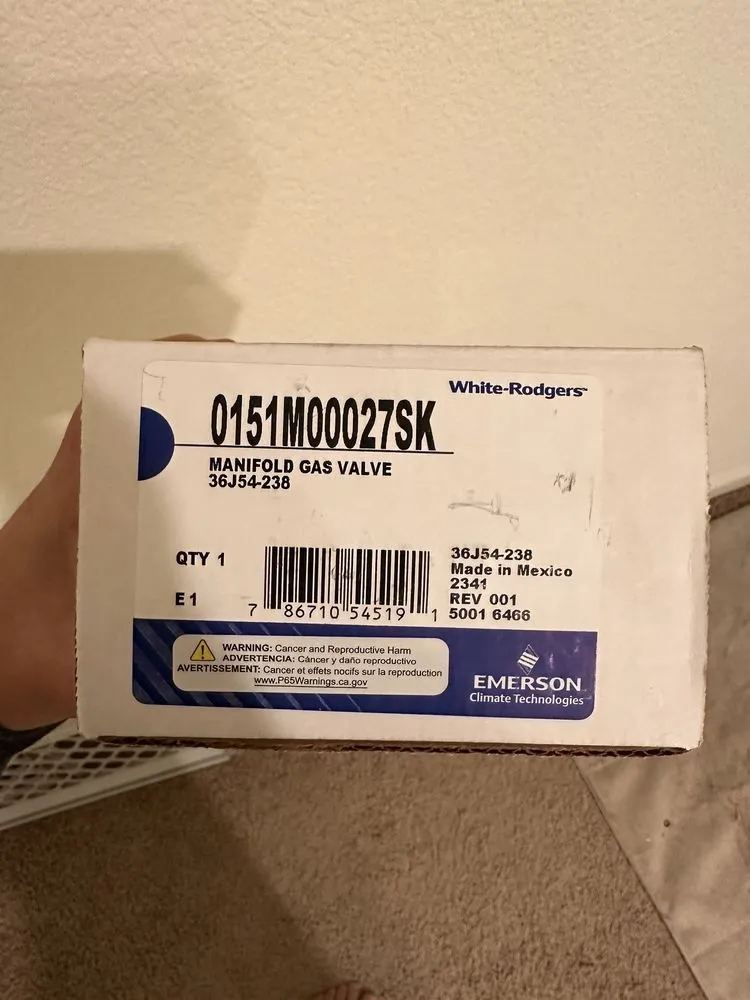 White-Rodgers™
0151M00027SK
MANIFOLD GAS VALVE
36J54-238
QTY 1
E 1
7 86710 54519 1
36J54-238
Made in Mexico
2341
REV 001
5001 6466
WARNING: Cancer and Reproductive Harm
ADVERTENCIA: Cáncer y daño reproductivo
AVERTISSEMENT: Cancer et effets nocifs sur la reproduction
www.P65Warnings.ca.gov
EMERSON
Climate Technologies